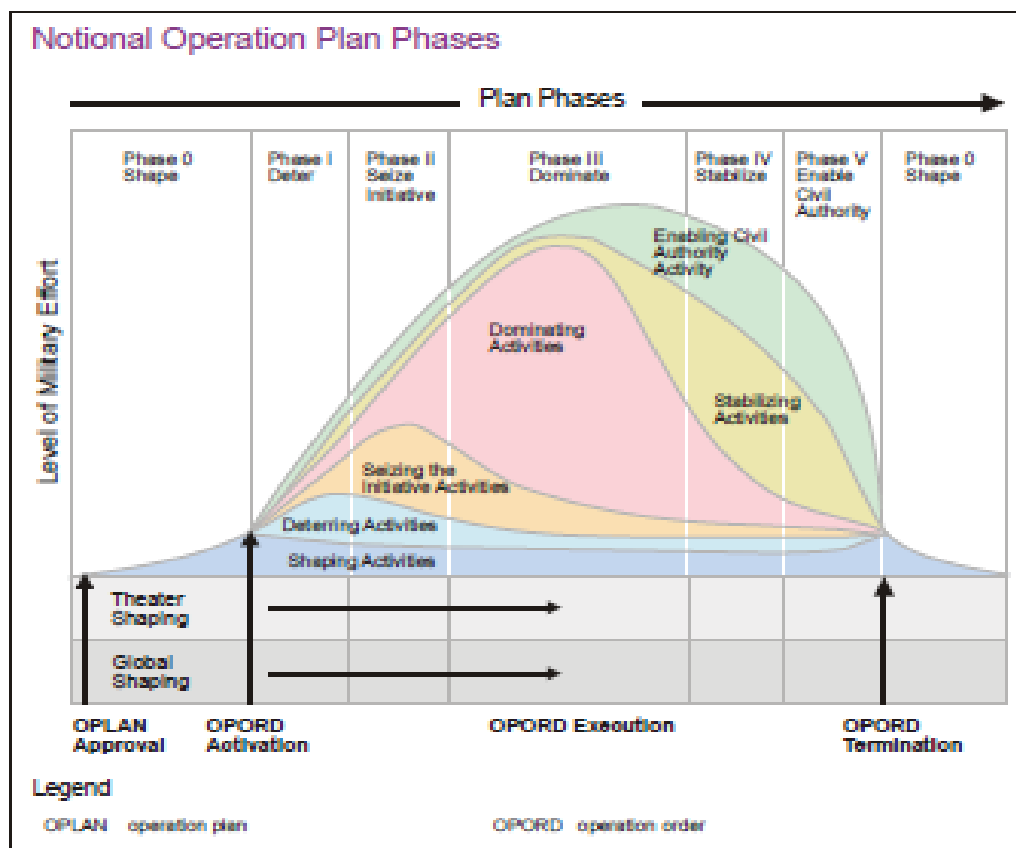 Notional Operation Plan Phases
Plan Phases
Phase 0
Shape
Phase I
Deter
Phase II
Seize
Initiative
Phase III
Dominate
Phase IV
Stabilize
Phase V
Enable
Civil
Authority
Phase 0
Shape
Level of Military Effort
Enabling Civil
Authority
Activity
Dominating
Activities
Stabilizing
Activities
Seizing the
Initiative Activities
Deterring Activities
Shaping Activities
Theater
Shaping
Global
Shaping
OPLAN
Approval
OPORD
Activation
OPORD Execution
OPORD
Termination
Legend
OPLAN operation plan
OPORD operation order